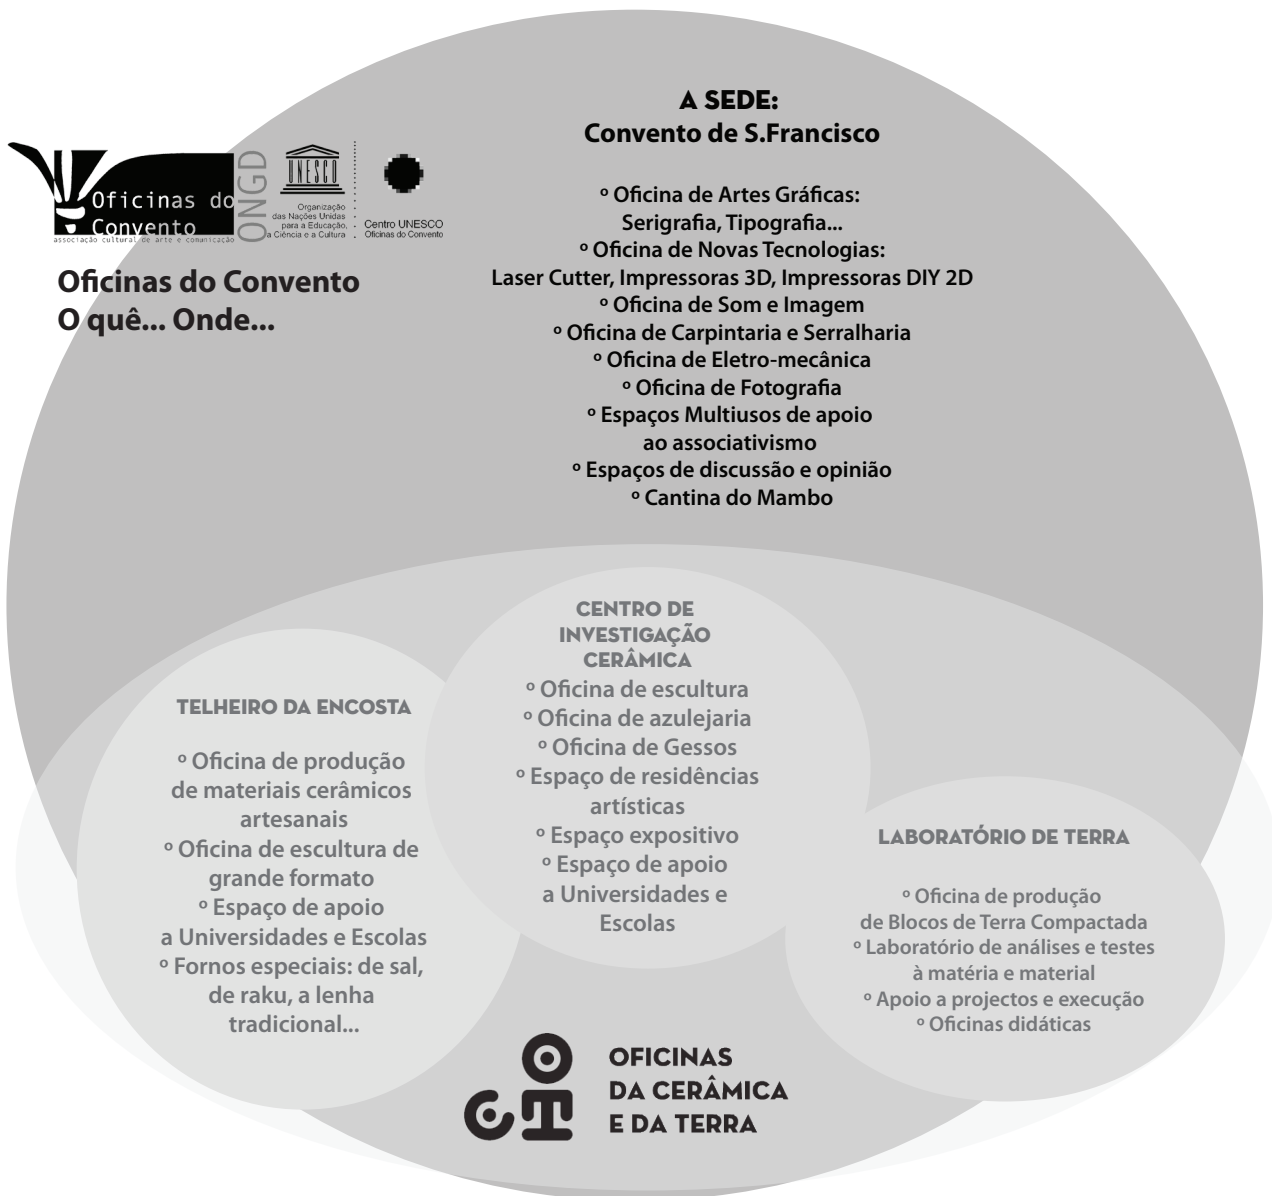 Oficinas do
Convento
associação cultural de arte e comunicação
ONGD
UNESCO
Organização
das Nações Unidas
para a Educação,
a Ciência e a Cultura
Centro UNESCO
Oficinas do Convento
Oficinas do Convento
O quê... Onde...
A SEDE:
Convento de S.Francisco
º Oficina de Artes Gráficas:
Serigrafia, Tipografia...
º Oficina de Novas Tecnologias:
Laser Cutter, Impressoras 3D, Impressoras DIY 2D
º Oficina de Som e Imagem
º Oficina de Carpintaria e Serralharia
º Oficina de Eletro-mecânica
º Oficina de Fotografia
º Espaços Multiusos de apoio
ao associativismo
º Espaços de discussão e opinião
º Cantina do Mambo
TELHEIRO DA ENCOSTA
º Oficina de produção
de materiais cerâmicos
artesanais
º Oficina de escultura de
grande formato
º Espaço de apoio
a Universidades e Escolas
º Fornos especiais: de sal,
de raku, a lenha
tradicional...
CENTRO DE
INVESTIGAÇÃO
CERÂMICA
º Oficina de escultura
º Oficina de azulejaria
º Oficina de Gessos
º Espaço de residências
artísticas
º Espaço expositivo
º Espaço de apoio
a Universidades e
Escolas
LABORATÓRIO DE TERRA
º Oficina de produção
de Blocos de Terra Compactada
º Laboratório de análises e testes
à matéria e material
º Apoio a projectos e execução
º Oficinas didáticas
OFICINAS
DA CERÂMICA
E DA TERRA